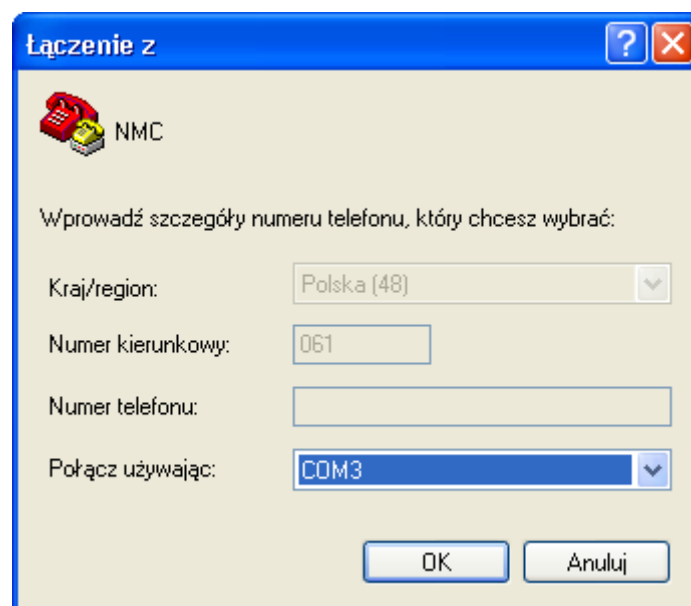 Łączenie z
NMC
Wprowadź szczegóły numeru telefonu, który chcesz wybrać:
Kraj/region: Polska (48)
Numer kierunkowy: 061
Numer telefonu:
Połącz używając: COM3
OK Anuluj